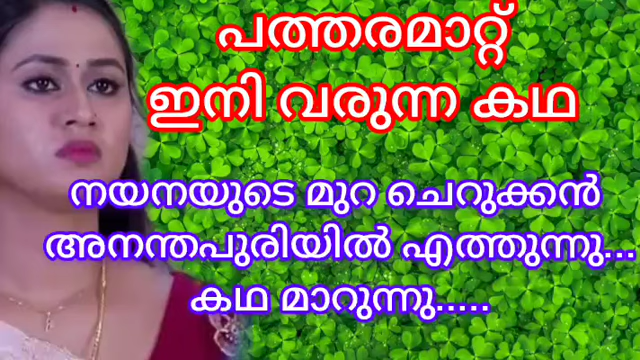 പത്തരമാറ്റ്
ഇനി വരുന്ന കഥ
നയനയുടെ മുറ ചെറുക്കൻ
അനന്തപുരിയിൽ എത്തുന്നു...
കഥ മാറുന്നു.....